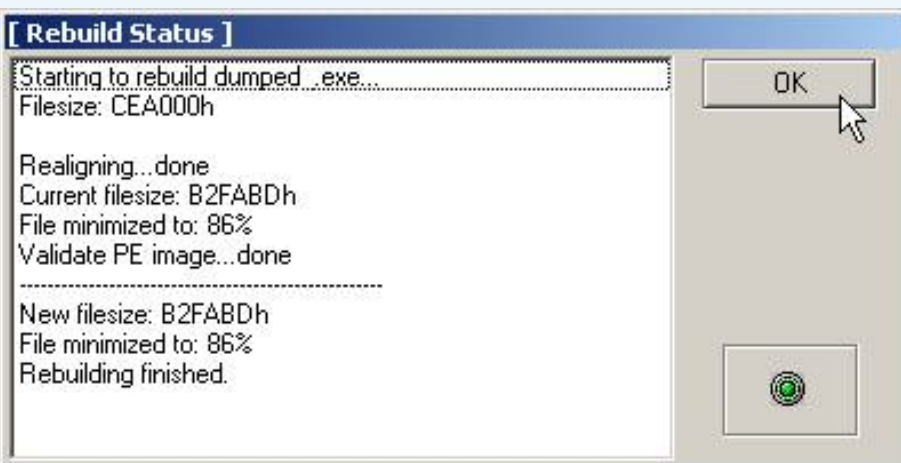 [ Rebuild Status ]
Starting to rebuild dumped_.exe...
Filesize: CEA000h
Realigning...done
Current filesize: B2FABDh
File minimized to: 86%
Validate PE image...done
------------------------------------------------
New filesize: B2FABDh
File minimized to: 86%
Rebuilding finished.
OK